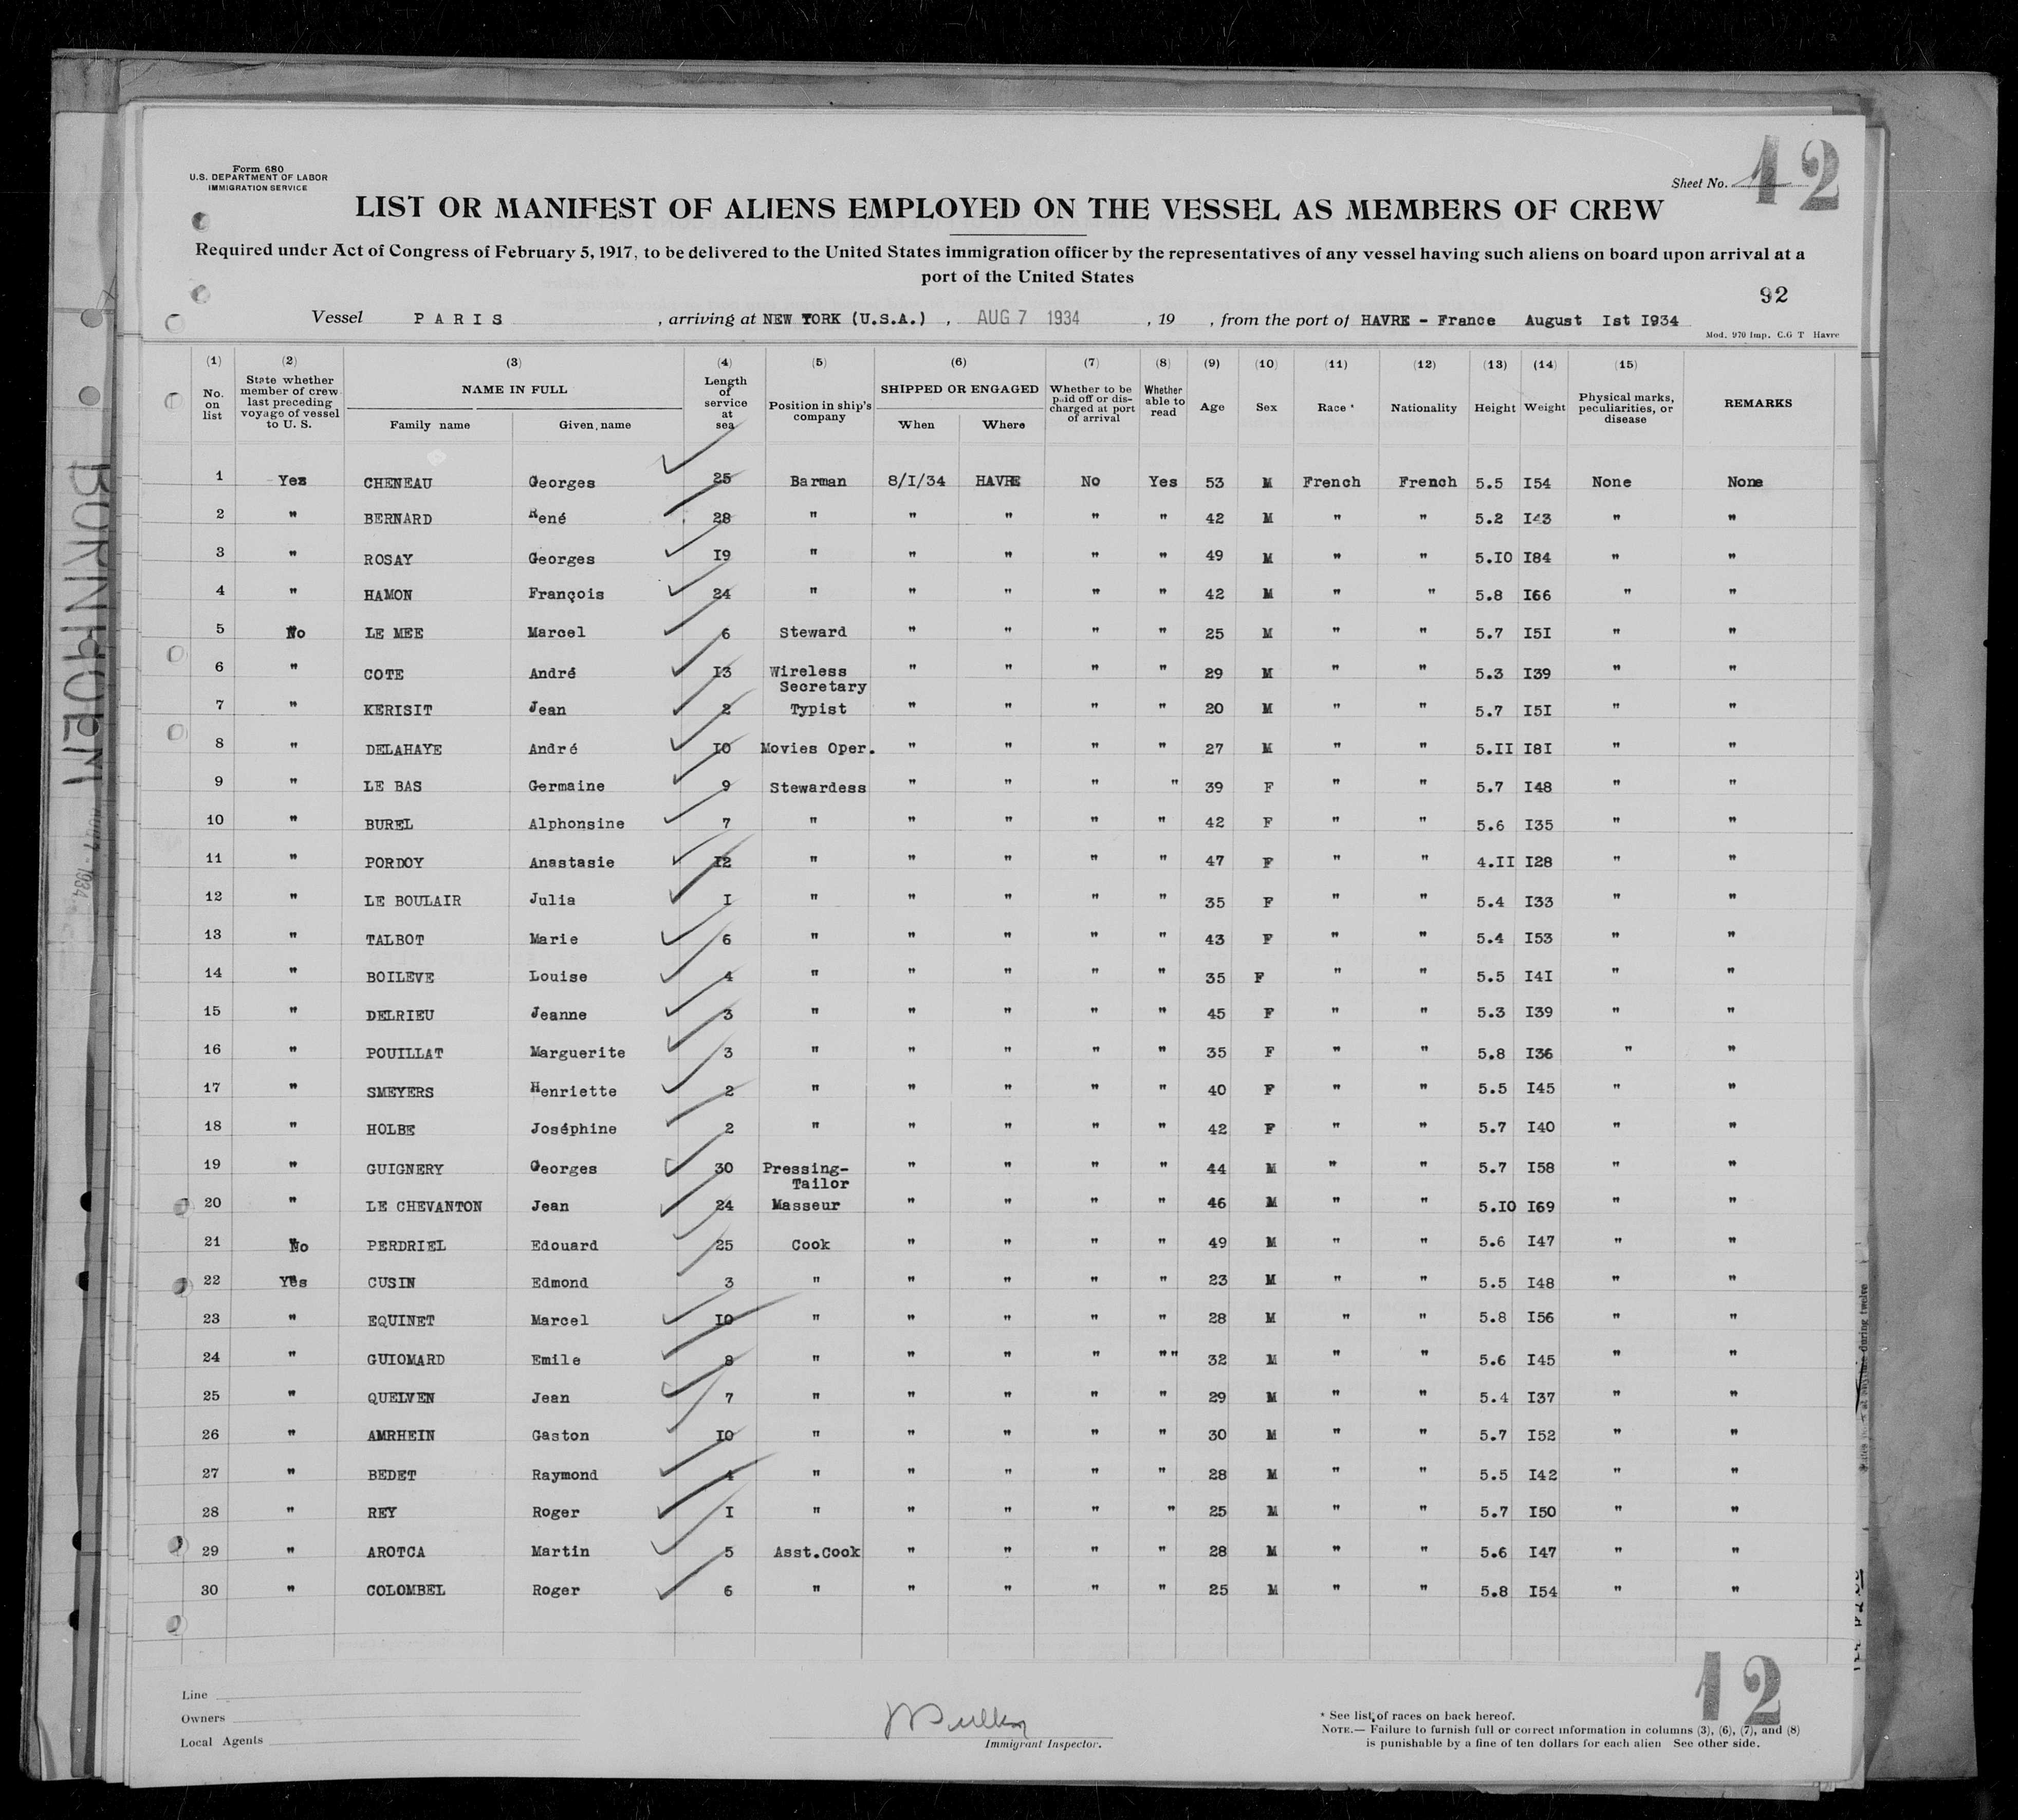 Form 680
U.S. DEPARTMENT OF LABOR
IMMIGRATION SERVICE
Sheet No. 12
LIST OR MANIFEST OF ALIENS EMPLOYED ON THE VESSEL AS MEMBERS OF CREW
Required under Act of Congress of February 5, 1917, to be delivered to the United States immigration officer by the representatives of any vessel having such aliens on board upon arrival at a
port of the United States
92
Vessel PARIS , arriving at NEW YORK (U.S.A.) , AUG 7 1934 , 19 , from the port of HAVRE - France August Ist I934
Mod. 970 Imp. C.G T Havre
(1) (2) (3) (4) (5) (6) (7) (8) (9) (10) (11) (12) (13) (14) (15)
No. on list State whether member of crew last preceding voyage of vessel to U. S. NAME IN FULL Family name Given name Length of service at sea Position in ship's company SHIPPED OR ENGAGED When Where Whether to be paid off or discharged at port of arrival Whether able to read Age Sex Race * Nationality Height Weight Physical marks, peculiarities, or disease REMARKS
1 Yes CHENEAU Georges 25 Barman 8/I/34 HAVRE No Yes 53 M French French 5.5 I54 None None
2 " BERNARD René 28 " " " " " 42 M " " 5.2 I43 " "
3 " ROSAY Georges I9 " " " " " 49 M " " 5.IO I84 " "
4 " HAMON François 24 " " " " " 42 M " " 5.8 I66 " "
5 No LE MEE Marcel 6 Steward " " " " 25 M " " 5.7 I5I " "
6 " COTE André I3 Wireless " " " " 29 M " " 5.3 I39 " "
Secretary
7 " KERISIT Jean 2 Typist " " " " 20 M " " 5.7 I5I " "
8 " DELAHAYE André IO Movies Oper. " " " " 27 M " " 5.II I8I " "
9 " LE BAS Germaine 9 Stewardess " " " " 39 F " " 5.7 I48 " "
10 " BUREL Alphonsine 7 " " " " " 42 F " " 5.6 I35 " "
11 " PORDOY Anastasie I2 " " " " " 47 F " " 4.II I28 " "
12 " LE BOULAIR Julia I " " " " " 35 F " " 5.4 I33 " "
13 " TALBOT Marie 6 " " " " " 43 F " " 5.4 I53 " "
14 " BOILEVE Louise 4 " " " " " 35 F " " 5.5 I4I " "
15 " DELRIEU Jeanne 3 " " " " " 45 F " " 5.3 I39 " "
16 " POUILLAT Marguerite 3 " " " " " 35 F " " 5.8 I36 " "
17 " SMEYERS Henriette 2 " " " " " 40 F " " 5.5 I45 " "
18 " HOLBE Joséphine 2 " " " " " 42 F " " 5.7 I40 " "
19 " GUIGNERY Georges 30 Pressing- " " " " 44 M " " 5.7 I58 " "
Tailor
20 " LE CHEVANTON Jean 24 Masseur " " " " 46 M " " 5.IO I69 " "
21 No PERDRIEL Edouard 25 Cook " " " " 49 M " " 5.6 I47 " "
22 Yes CUSIN Edmond 3 " " " " " 23 M " " 5.5 I48 " "
23 " EQUINET Marcel IO " " " " " 28 M " " 5.8 I56 " "
24 " GUIOMARD Emile 8 " " " " "" 32 M " " 5.6 I45 " "
25 " QUELVEN Jean 7 " " " " " 29 M " " 5.4 I37 " "
26 " AMRHEIN Gaston IO " " " " " 30 M " " 5.7 I52 " "
27 " BEDET Raymond 4 " " " " " 28 M " " 5.5 I42 " "
28 " REY Roger I " " " " " 25 M " " 5.7 I50 " "
29 " AROTCA Martin 5 Asst.Cook " " " " 28 M " " 5.6 I47 " "
30 " COLOMBEL Roger 6 " " " " " 25 M " " 5.8 I54 " "
12
Line
Owners
Local Agents
Immigrant Inspector.
* See list of races on back hereof.
NOTE.— Failure to furnish full or correct information in columns (3), (6), (7), and (8)
is punishable by a fine of ten dollars for each alien See other side.